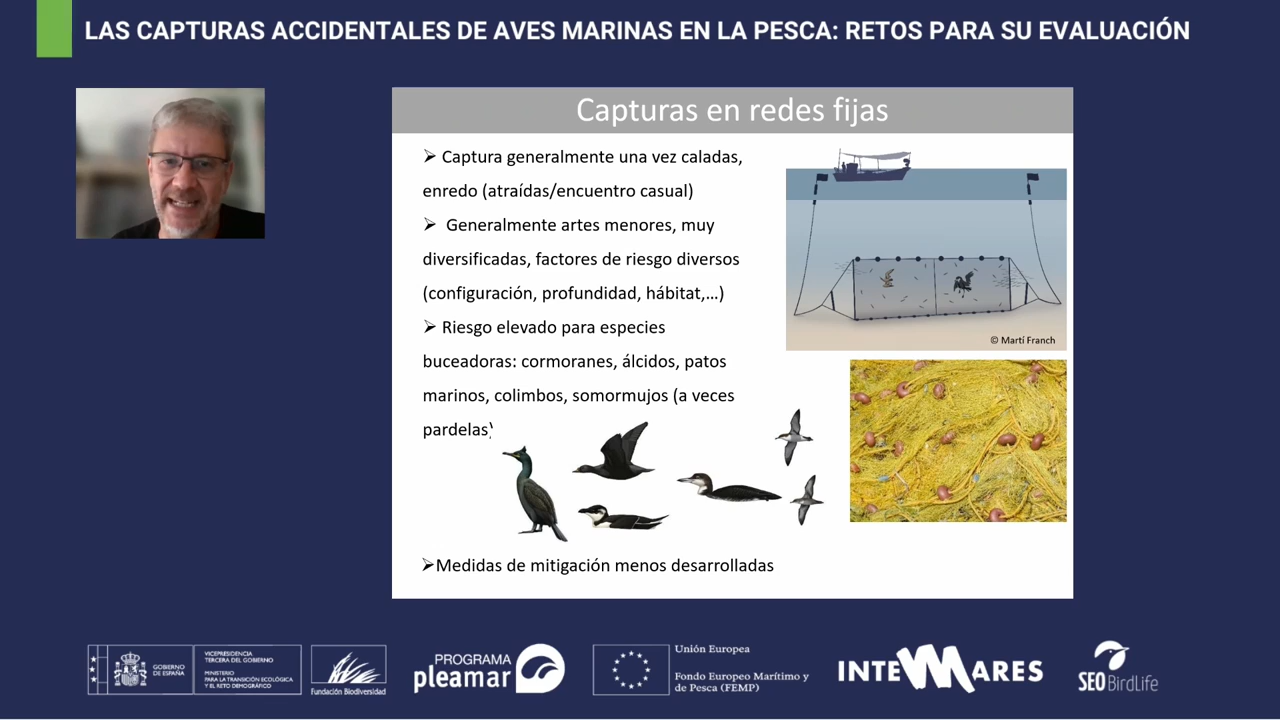 LAS CAPTURAS ACCIDENTALES DE AVES MARINAS EN LA PESCA: RETOS PARA SU EVALUACIÓN
Capturas en redes fijas
➢ Captura generalmente una vez caladas,
enredo (atraídas/encuentro casual)
➢ Generalmente artes menores, muy
diversificadas, factores de riesgo diversos
(configuración, profundidad, hábitat,…)
➢ Riesgo elevado para especies
buceadoras: cormoranes, álcidos, patos
marinos, colimbos, somormujos (a veces
pardelas)
© Martí Franch
➢Medidas de mitigación menos desarrolladas
GOBIERNO
DE ESPAÑA
VICEPRESIDENCIA
TERCERA DEL GOBIERNO
MINISTERIO
PARA LA TRANSICIÓN ECOLÓGICA
Y EL RETO DEMOGRÁFICO
Fundación Biodiversidad
PROGRAMA
pleamar
Unión Europea
Fondo Europeo Marítimo y
de Pesca (FEMP)
INTEMARES
SEO BirdLife